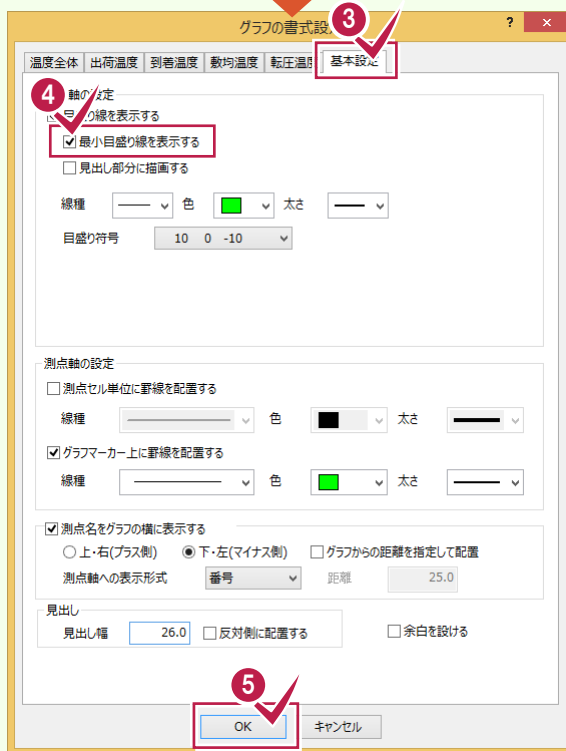 グラフの書式設
? ×
3
温度全体 出荷温度 到着温度 敷均温度 転圧温度 基本設定
4
軸の設定
目盛り線を表示する
最小目盛り線を表示する
見出し部分に描画する
線種 色 太さ
目盛り符号 10 0 -10
測点軸の設定
測点セル単位に罫線を配置する
線種 色 太さ
グラフマーカー上に罫線を配置する
線種 色 太さ
測点名をグラフの横に表示する
上・右(プラス側) 下・左(マイナス側) グラフからの距離を指定して配置
測点軸への表示形式 番号 距離 25.0
見出し
見出し幅 26.0 反対側に配置する 余白を設ける
5
OK キャンセル